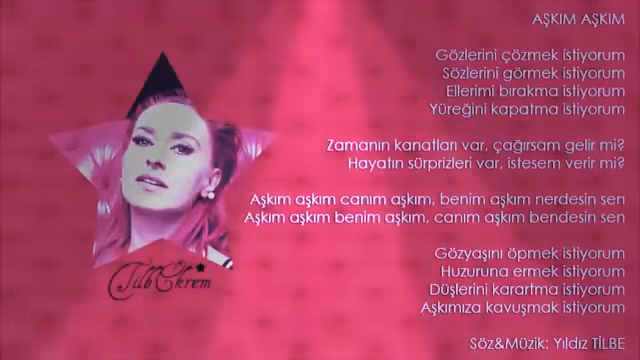 AŞKIM AŞKIM
Gözlerini çözmek istiyorum
Sözlerini görmek istiyorum
Ellerimi bırakma istiyorum
Yüreğini kapatma istiyorum
Zamanın kanatları var, çağırsam gelir mi?
Hayatın sürprizleri var, istesem verir mi?
Aşkım aşkım canım aşkım, benim aşkım nerdesin sen
Aşkım aşkım benim aşkım, canım aşkım bendesin sen
Gözyaşını öpmek istiyorum
Huzuruna ermek istiyorum
Düşlerini karartma istiyorum
Aşkımıza kavuşmak istiyorum
Söz&Müzik: Yıldız TİLBE
TilbEkrem